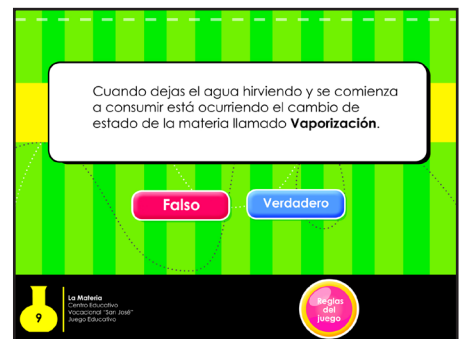 Cuando dejas el agua hirviendo y se comienza
a consumir está ocurriendo el cambio de
estado de la materia llamado Vaporización.
Falso
Verdadero
9
La Materia
Centro Educativo
Vocacional "San José"
Juego Educativo
Reglas
del
juego